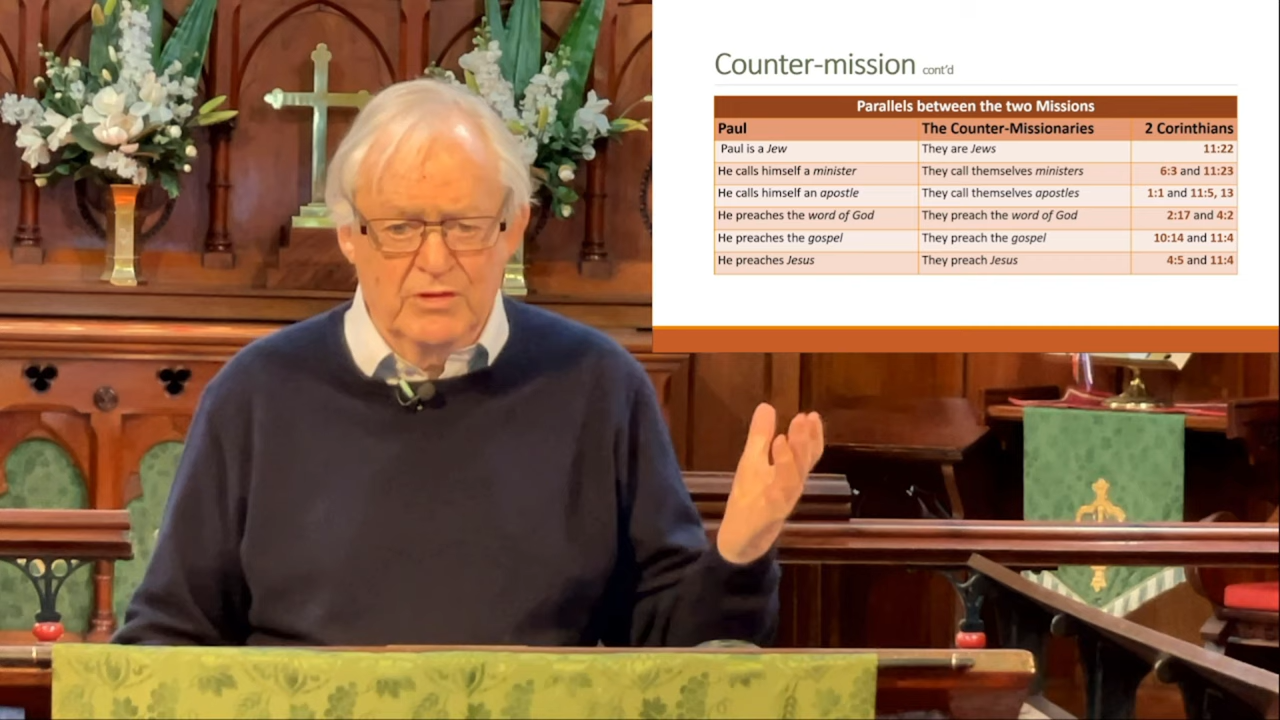 Counter-mission cont'd
Parallels between the two Missions
Paul The Counter-Missionaries 2 Corinthians
Paul is a Jew They are Jews 11:22
He calls himself a minister They call themselves ministers 6:3 and 11:23
He calls himself an apostle They call themselves apostles 1:1 and 11:5, 13
He preaches the word of God They preach the word of God 2:17 and 4:2
He preaches the gospel They preach the gospel 10:14 and 11:4
He preaches Jesus They preach Jesus 4:5 and 11:4